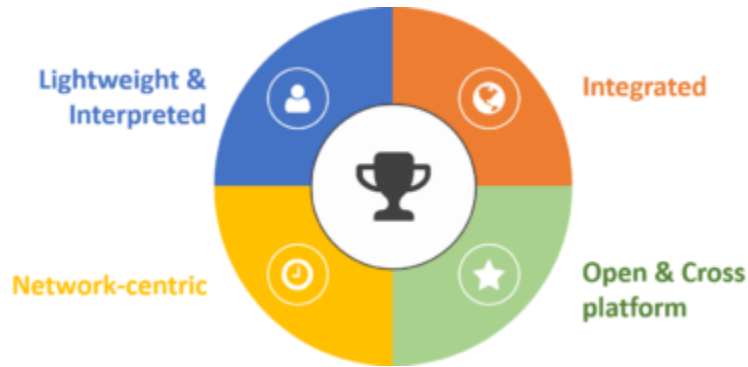 Lightweight &
Interpreted
Integrated
Network-centric
Open & Cross
platform